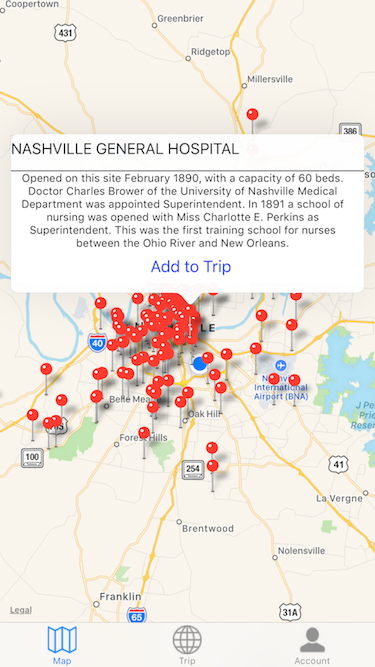 Coopertown
431
Greenbrier
Ridgetop
Millersville
386
NASHVILLE GENERAL HOSPITAL
Opened on this site February 1890, with a capacity of 60 beds.
Doctor Charles Brower of the University of Nashville Medical
Department was appointed Superintendent. In 1891 a school of
nursing was opened with Miss Charlotte E. Perkins as
Superintendent. This was the first training school for nurses
between the Ohio River and New Orleans.
Add to Trip
40
International
Airport (BNA)
Oak Hill
Forest Hills
100
254
41
La Vergne
Brentwood
Nolensville
Franklin
Legal
65
31A
Map
Trip
Account